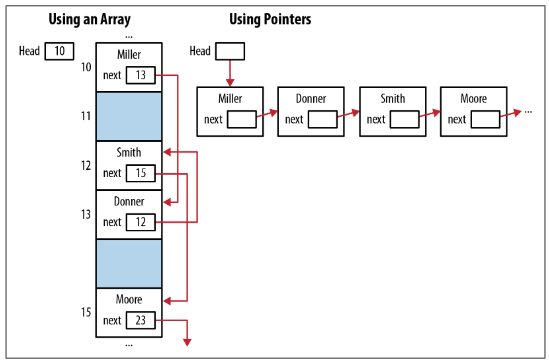 Using an Array
Using Pointers
...
Head 10
10 Miller
next 13
11
12 Smith
next 15
13 Donner
next 12
15 Moore
next 23
...
Head
Miller
next
Donner
next
Smith
next
Moore
next
...